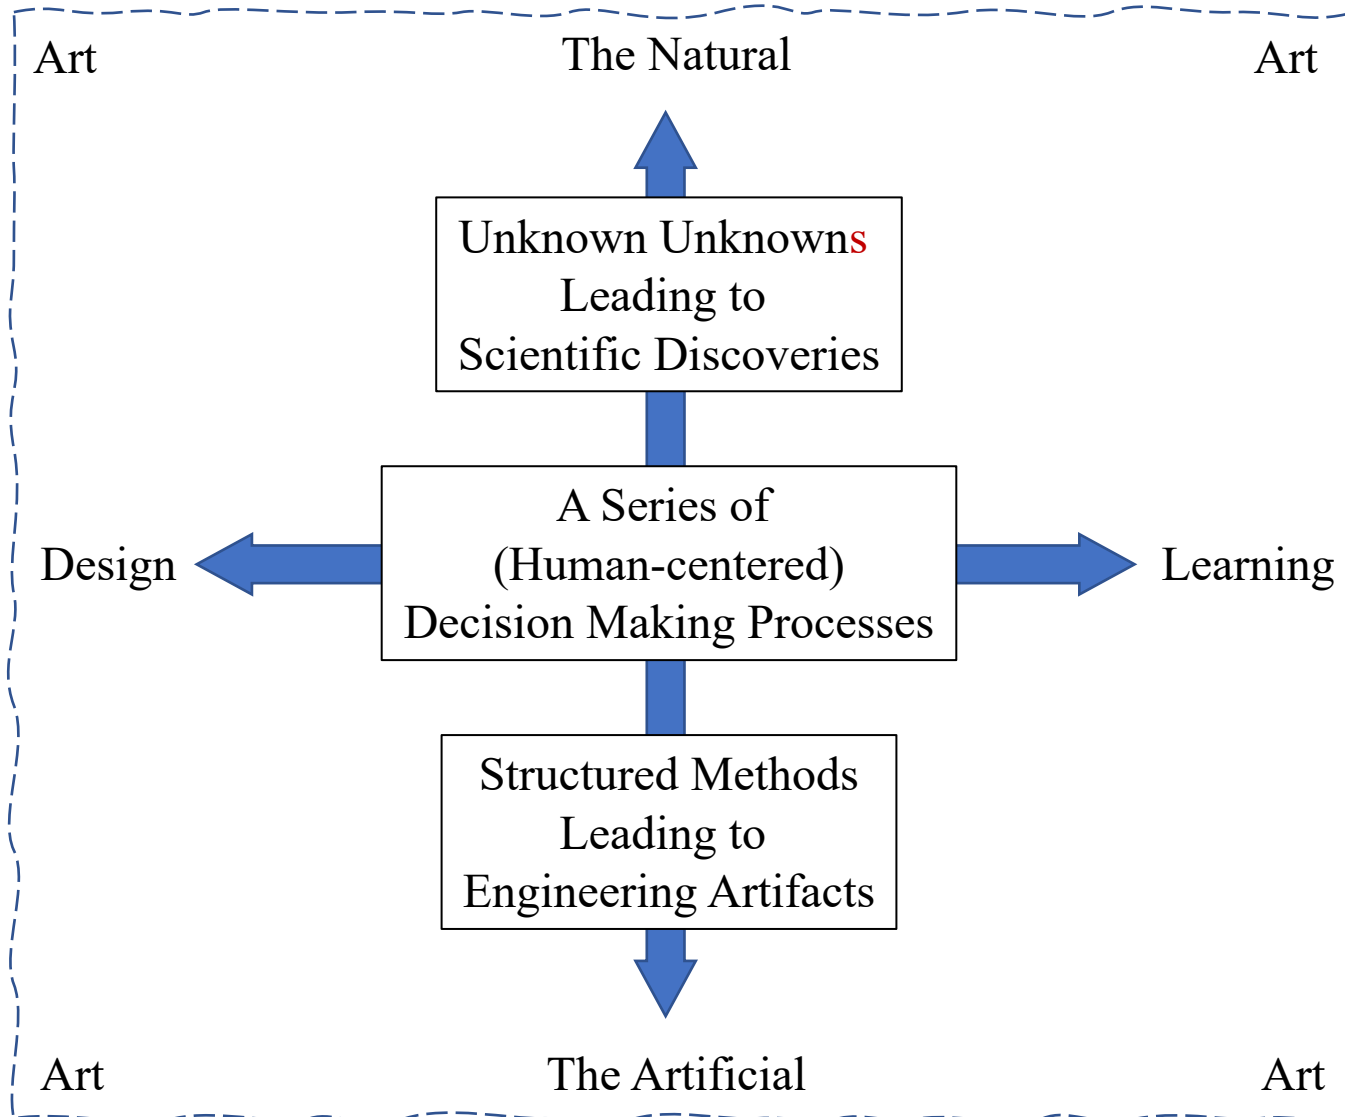 Art
The Natural
Art
Unknown Unknowns
Leading to
Scientific Discoveries
A Series of
(Human-centered)
Decision Making Processes
Design
Learning
Structured Methods
Leading to
Engineering Artifacts
Art
The Artificial
Art